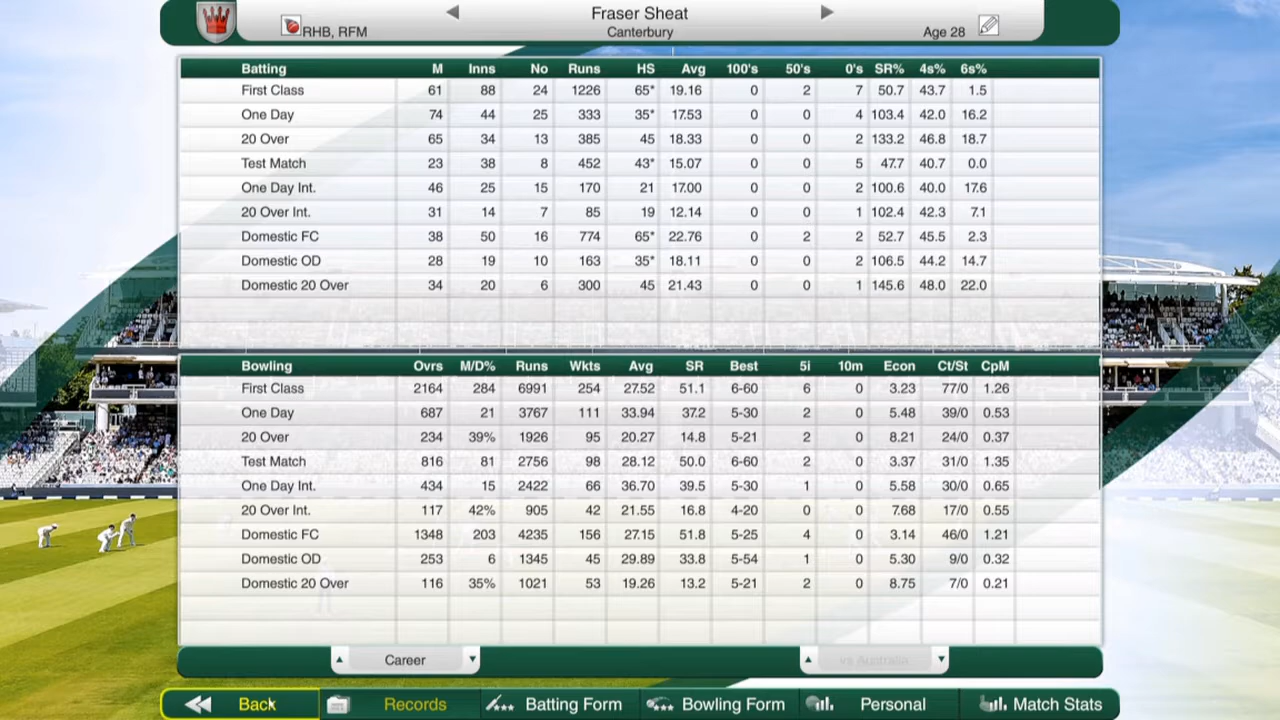 Fraser Sheat
RHB, RFM Canterbury Age 28
Batting M Inns No Runs HS Avg 100's 50's 0's SR% 4s% 6s%
First Class 61 88 24 1226 65* 19.16 0 2 7 50.7 43.7 1.5
One Day 74 44 25 333 35* 17.53 0 0 4 103.4 42.0 16.2
20 Over 65 34 13 385 45 18.33 0 0 2 133.2 46.8 18.7
Test Match 23 38 8 452 43* 15.07 0 0 5 47.7 40.7 0.0
One Day Int. 46 25 15 170 21 17.00 0 0 2 100.6 40.0 17.6
20 Over Int. 31 14 7 85 19 12.14 0 0 1 102.4 42.3 7.1
Domestic FC 38 50 16 774 65* 22.76 0 2 2 52.7 45.5 2.3
Domestic OD 28 19 10 163 35* 18.11 0 0 2 106.5 44.2 14.7
Domestic 20 Over 34 20 6 300 45 21.43 0 0 1 145.6 48.0 22.0
Bowling Ovrs M/D% Runs Wkts Avg SR Best 5i 10m Econ Ct/St CpM
First Class 2164 284 6991 254 27.52 51.1 6-60 6 0 3.23 77/0 1.26
One Day 687 21 3767 111 33.94 37.2 5-30 2 0 5.48 39/0 0.53
20 Over 234 39% 1926 95 20.27 14.8 5-21 2 0 8.21 24/0 0.37
Test Match 816 81 2756 98 28.12 50.0 6-60 2 0 3.37 31/0 1.35
One Day Int. 434 15 2422 66 36.70 39.5 5-30 1 0 5.58 30/0 0.65
20 Over Int. 117 42% 905 42 21.55 16.8 4-20 0 0 7.68 17/0 0.55
Domestic FC 1348 203 4235 156 27.15 51.8 5-25 4 0 3.14 46/0 1.21
Domestic OD 253 6 1345 45 29.89 33.8 5-54 1 0 5.30 9/0 0.32
Domestic 20 Over 116 35% 1021 53 19.26 13.2 5-21 2 0 8.75 7/0 0.21
Career vs Australia
Back Records Batting Form Bowling Form Personal Match Stats